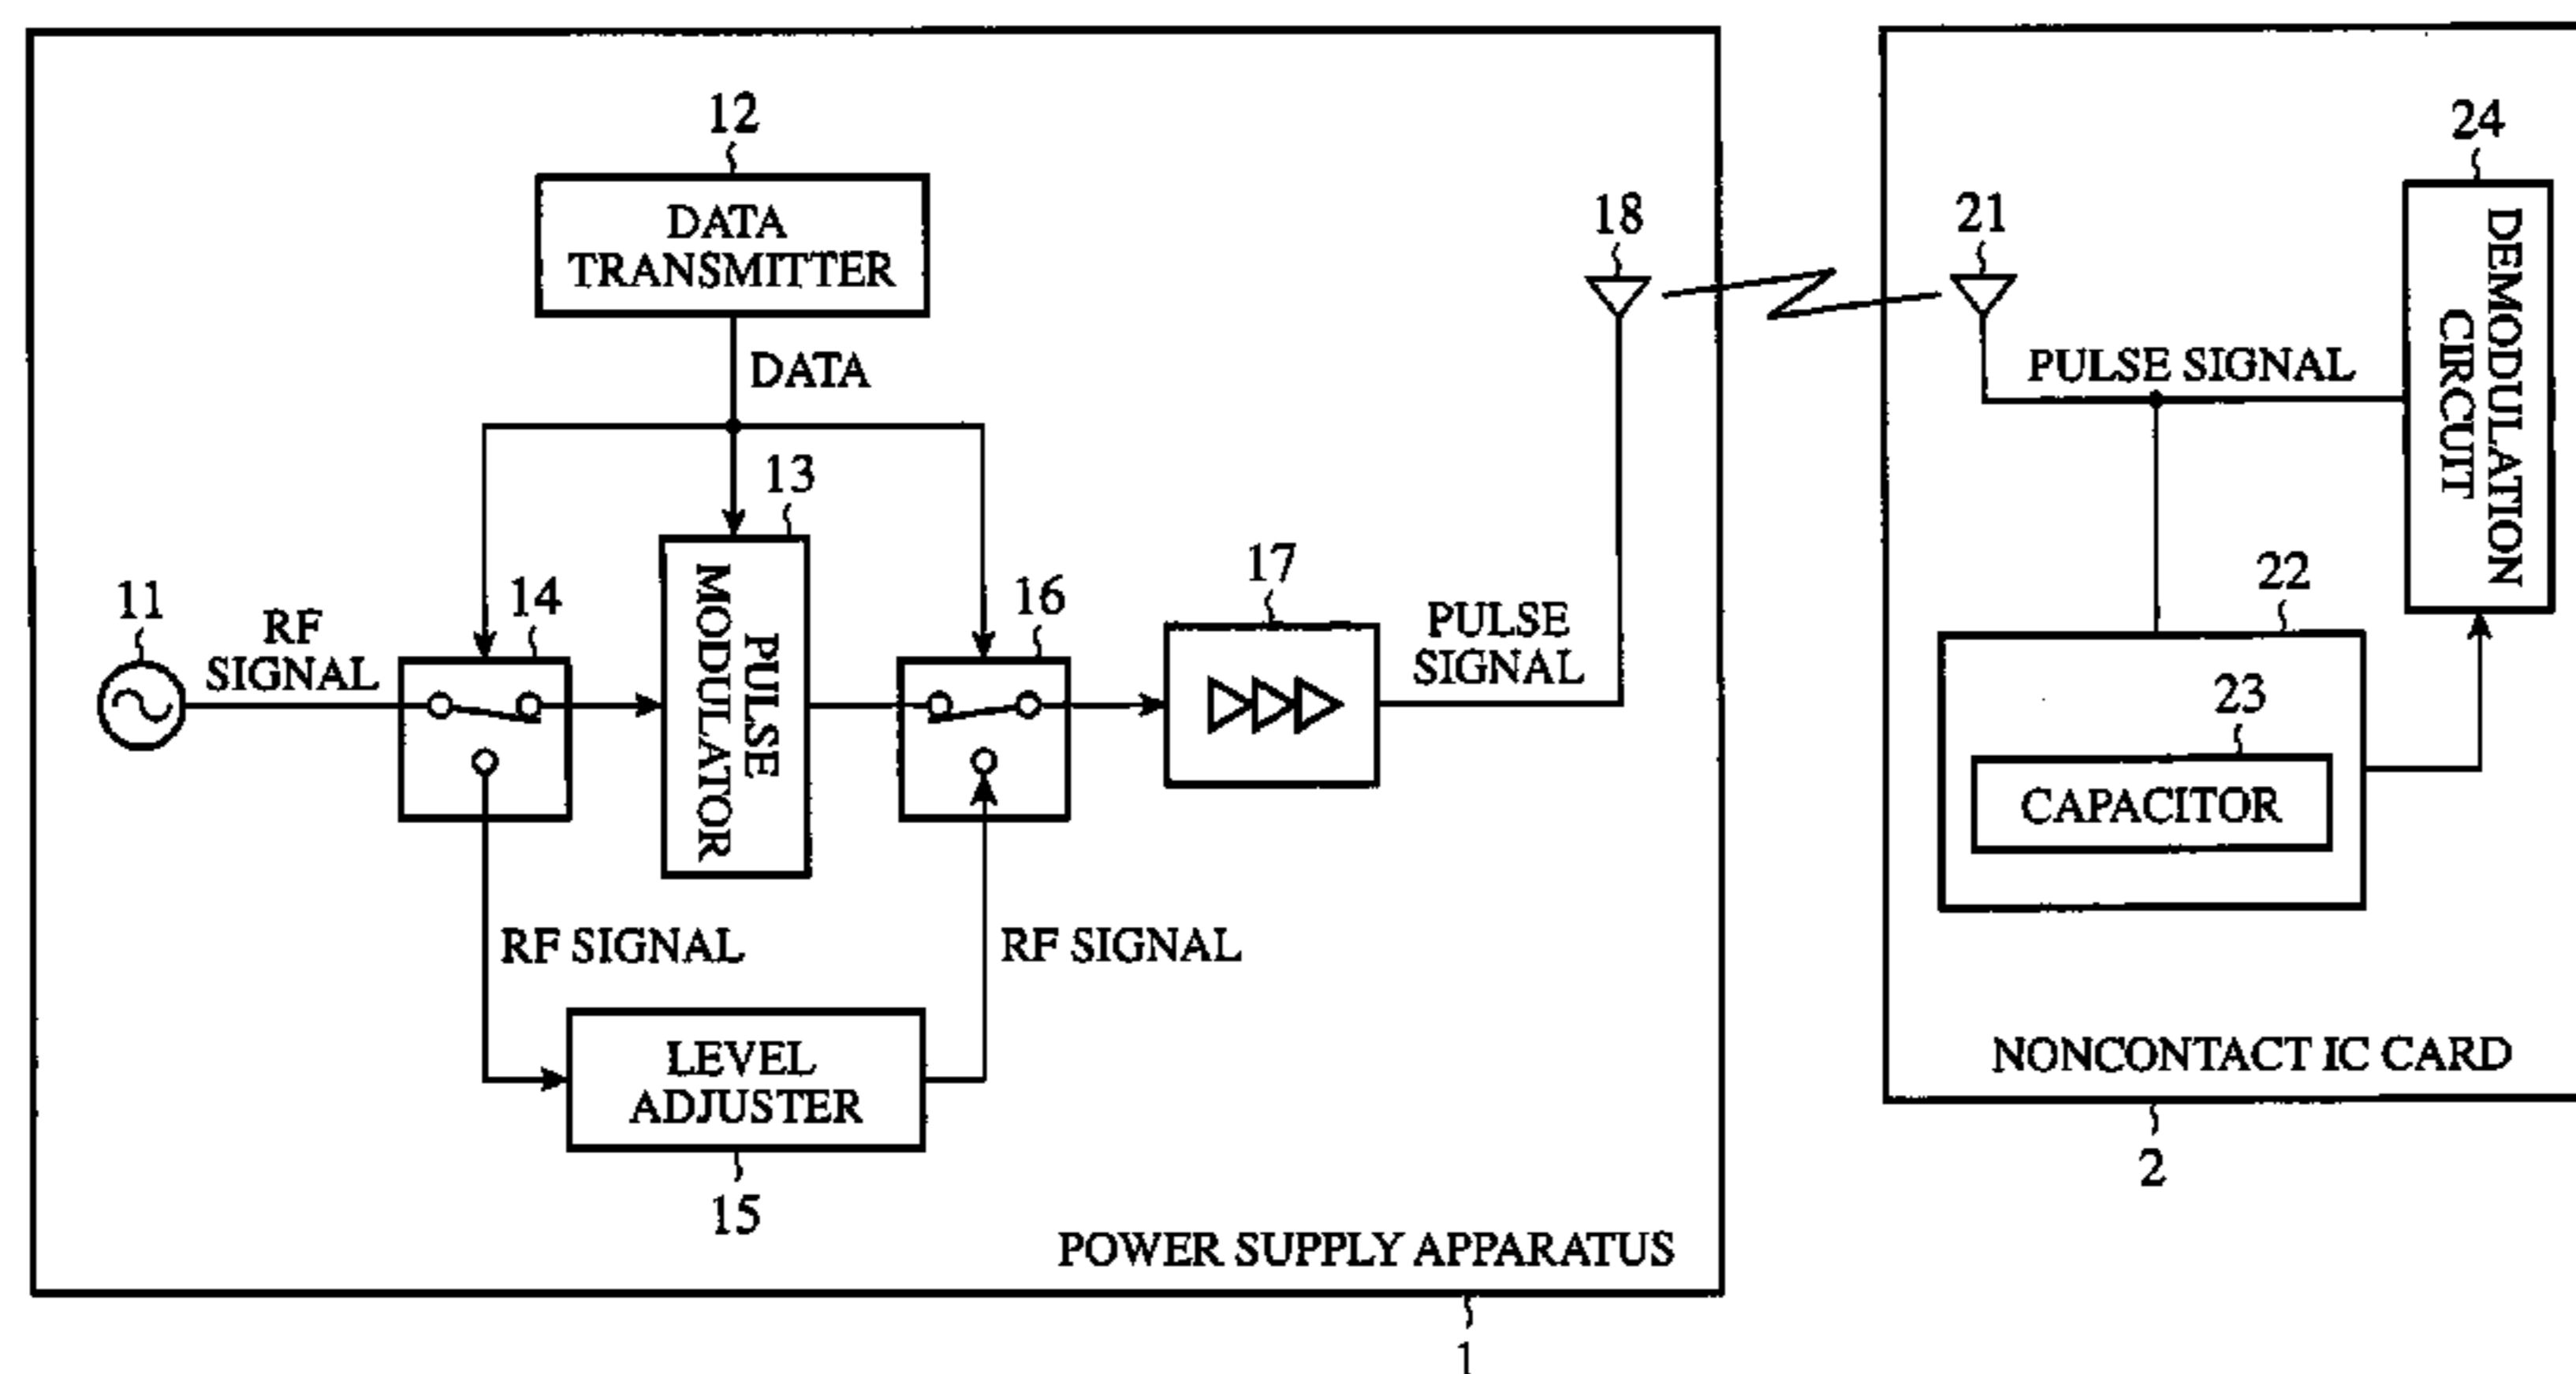 12
DATA
TRANSMITTER
DATA
13
PULSE
MODULATOR
11
RF
SIGNAL
14
16
17
PULSE
SIGNAL
18
RF SIGNAL
RF SIGNAL
LEVEL
ADJUSTER
15
POWER SUPPLY APPARATUS
1
21
PULSE SIGNAL
24
DEMODULATION
CIRCUIT
22
23
CAPACITOR
NONCONTACT IC CARD
2